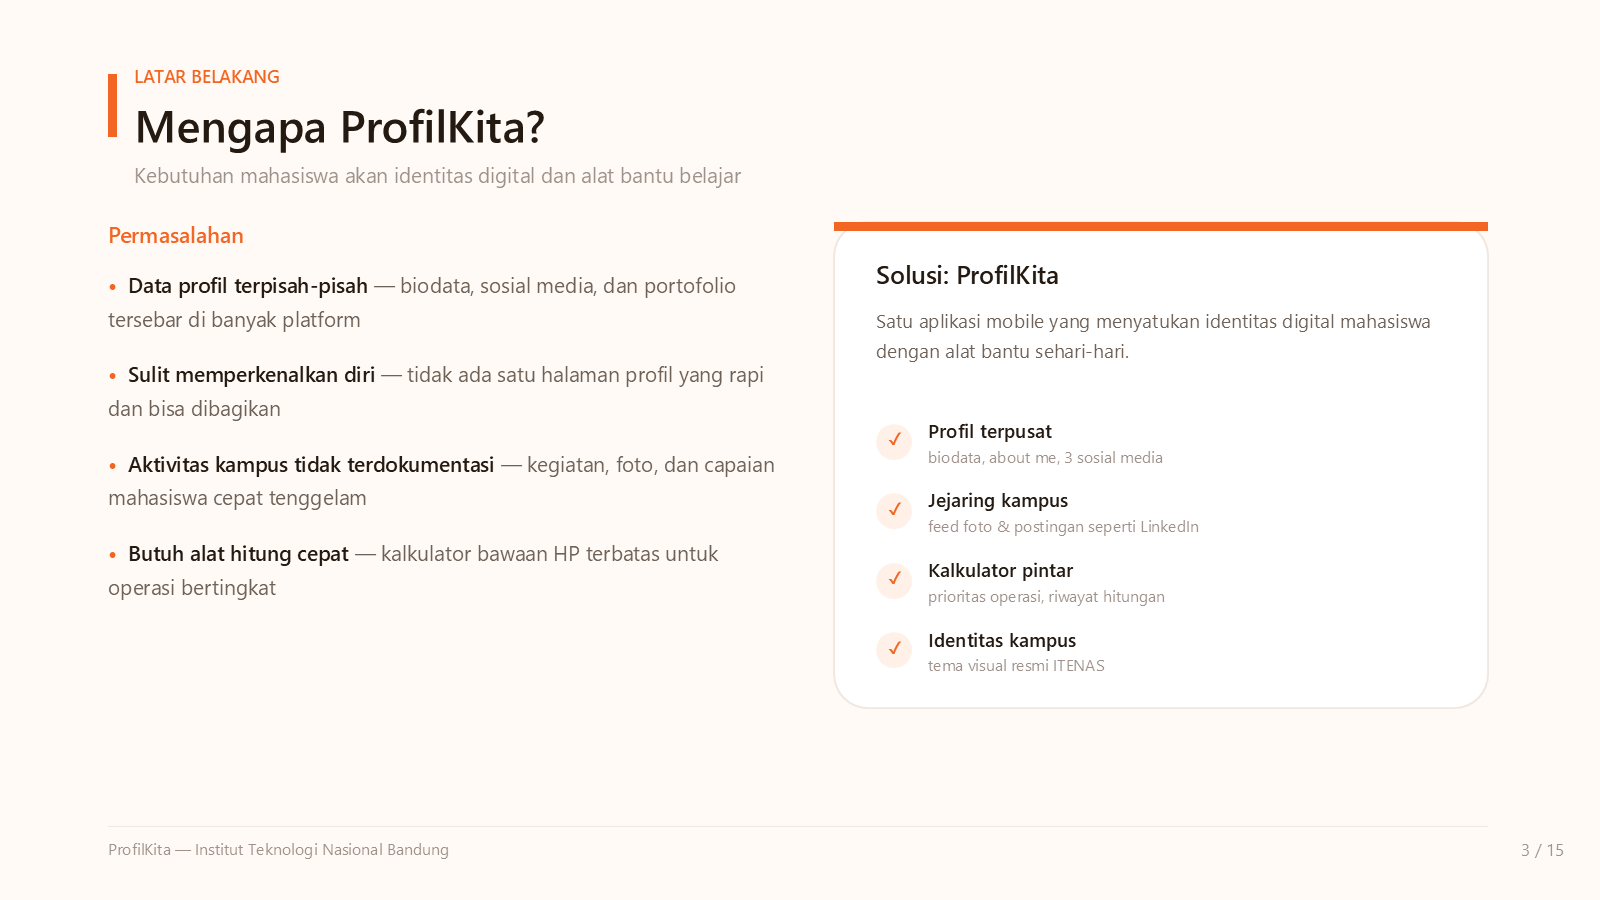 LATAR BELAKANG
Mengapa ProfilKita?
Kebutuhan mahasiswa akan identitas digital dan alat bantu belajar
Permasalahan
• Data profil terpisah-pisah — biodata, sosial media, dan portofolio
tersebar di banyak platform
• Sulit memperkenalkan diri — tidak ada satu halaman profil yang rapi
dan bisa dibagikan
• Aktivitas kampus tidak terdokumentasi — kegiatan, foto, dan capaian
mahasiswa cepat tenggelam
• Butuh alat hitung cepat — kalkulator bawaan HP terbatas untuk
operasi bertingkat
Solusi: ProfilKita
Satu aplikasi mobile yang menyatukan identitas digital mahasiswa
dengan alat bantu sehari-hari.
✓ Profil terpusat
biodata, about me, 3 sosial media
✓ Jejaring kampus
feed foto & postingan seperti LinkedIn
✓ Kalkulator pintar
prioritas operasi, riwayat hitungan
✓ Identitas kampus
tema visual resmi ITENAS
ProfilKita — Institut Teknologi Nasional Bandung
3 / 15